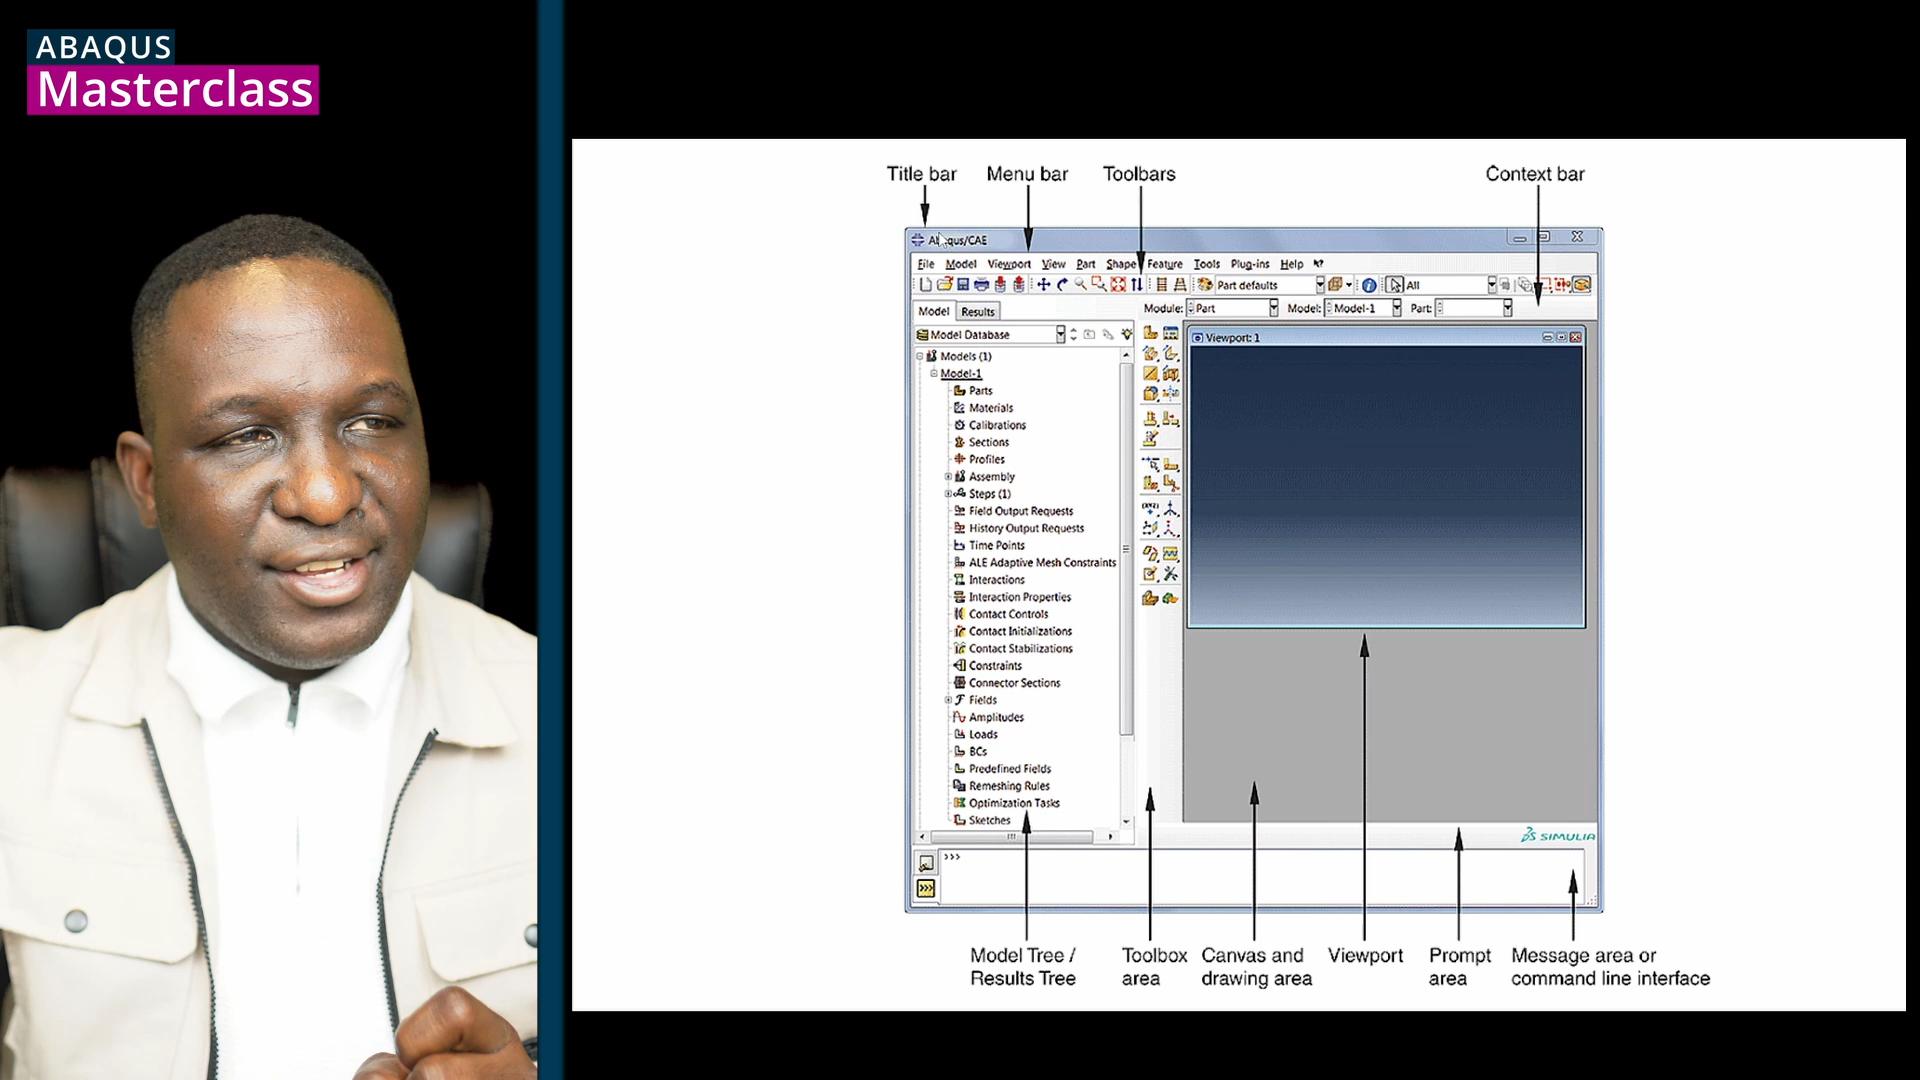 ABAQUS
Masterclass
Title bar
Menu bar
Toolbars
Context bar
Abaqus/CAE
File Model Viewport View Part Shape Feature Tools Plug-ins Help
Part defaults
All
Model Results
Module: Part Model: Model-1 Part:
Model Database
Viewport: 1
Models (1)
Model-1
Parts
Materials
Calibrations
Sections
Profiles
Assembly
Steps (1)
Field Output Requests
History Output Requests
Time Points
ALE Adaptive Mesh Constraints
Interactions
Interaction Properties
Contact Controls
Contact Initializations
Contact Stabilizations
Constraints
Connector Sections
Fields
Amplitudes
Loads
BCs
Predefined Fields
Remeshing Rules
Optimization Tasks
Sketches
SIMULIA
>>>
>>>
Model Tree /
Results Tree
Toolbox
area
Canvas and
drawing area
Viewport
Prompt
area
Message area or
command line interface